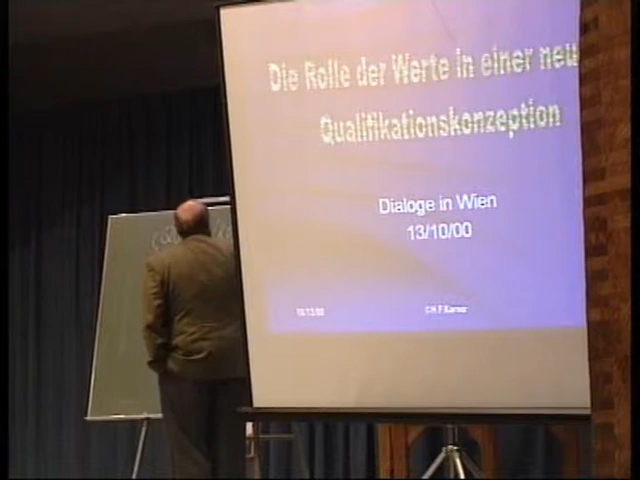 Die Rolle der Werte in einer neu
Qualifikationskonzeption
Dialoge in Wien
13/10/00